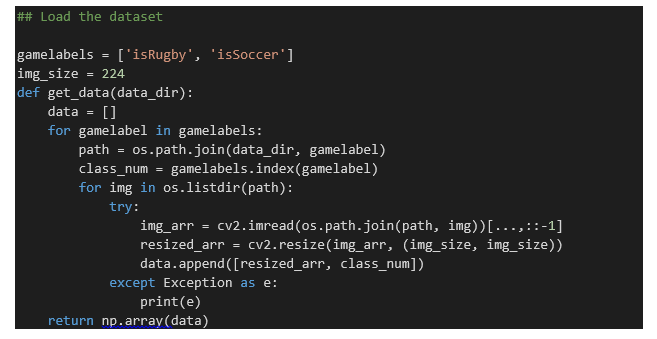 ## Load the dataset
gamelabels = ['isRugby', 'isSoccer']
img_size = 224
def get_data(data_dir):
    data = []
    for gamelabel in gamelabels:
        path = os.path.join(data_dir, gamelabel)
        class_num = gamelabels.index(gamelabel)
        for img in os.listdir(path):
            try:
                img_arr = cv2.imread(os.path.join(path, img))[...,::-1]
                resized_arr = cv2.resize(img_arr, (img_size, img_size))
                data.append([resized_arr, class_num])
            except Exception as e:
                print(e)
    return np.array(data)